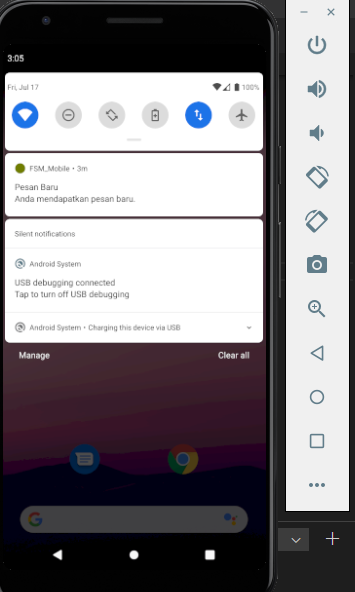 3:05
Fri, Jul 17
100%
FSM_Mobile • 3m
Pesan Baru
Anda mendapatkan pesan baru.
Silent notifications
Android System
USB debugging connected
Tap to turn off USB debugging
Android System • Charging this device via USB
Manage
Clear all